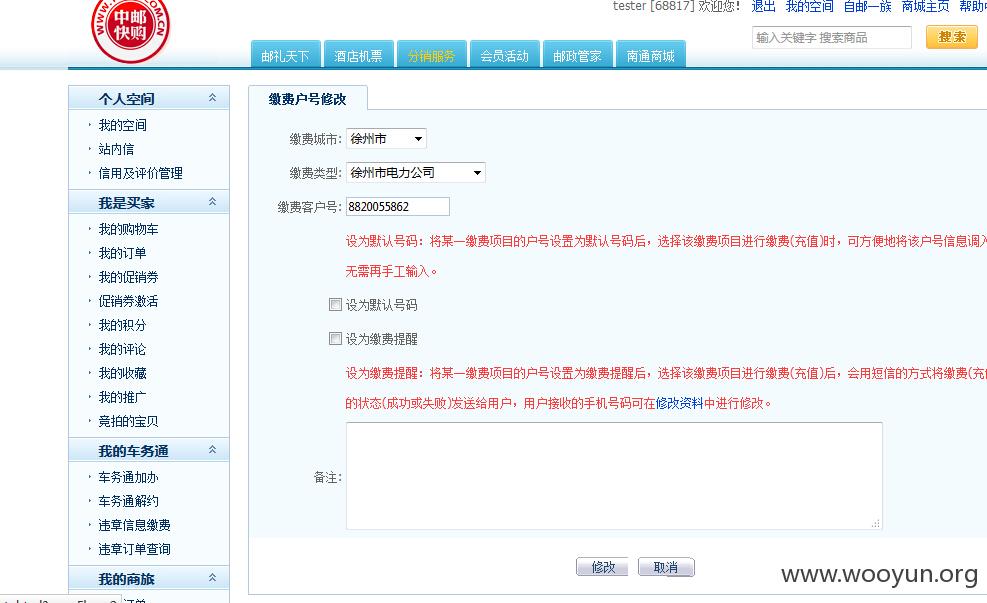 tester [68817] 欢迎您！ 退出 我的空间 自邮一族 商城主页 帮助中
中邮
快购
输入关键字 搜索商品 搜索
邮礼天下 酒店机票 分销服务 会员活动 邮政管家 南通商城
个人空间
我的空间
站内信
信用及评价管理
我是买家
我的购物车
我的订单
我的促销券
促销券激活
我的积分
我的评论
我的收藏
我的推广
竞拍的宝贝
我的车务通
车务通加办
车务通解约
违章信息缴费
违章订单查询
我的商旅
缴费户号修改
缴费城市: 徐州市
缴费类型: 徐州市电力公司
缴费客户号: 8820055862
设为默认号码：将某一缴费项目的户号设置为默认号码后，选择该缴费项目进行缴费(充值)时，可方便地将该户号信息调入
无需再手工输入。
设为默认号码
设为缴费提醒
设为缴费提醒：将某一缴费项目的户号设置为缴费提醒后，选择该缴费项目进行缴费(充值)后，会用短信的方式将缴费(充
的状态(成功或失败)发送给用户，用户接收的手机号码可在修改资料中进行修改。
备注:
修改 取消
www.wooyun.org